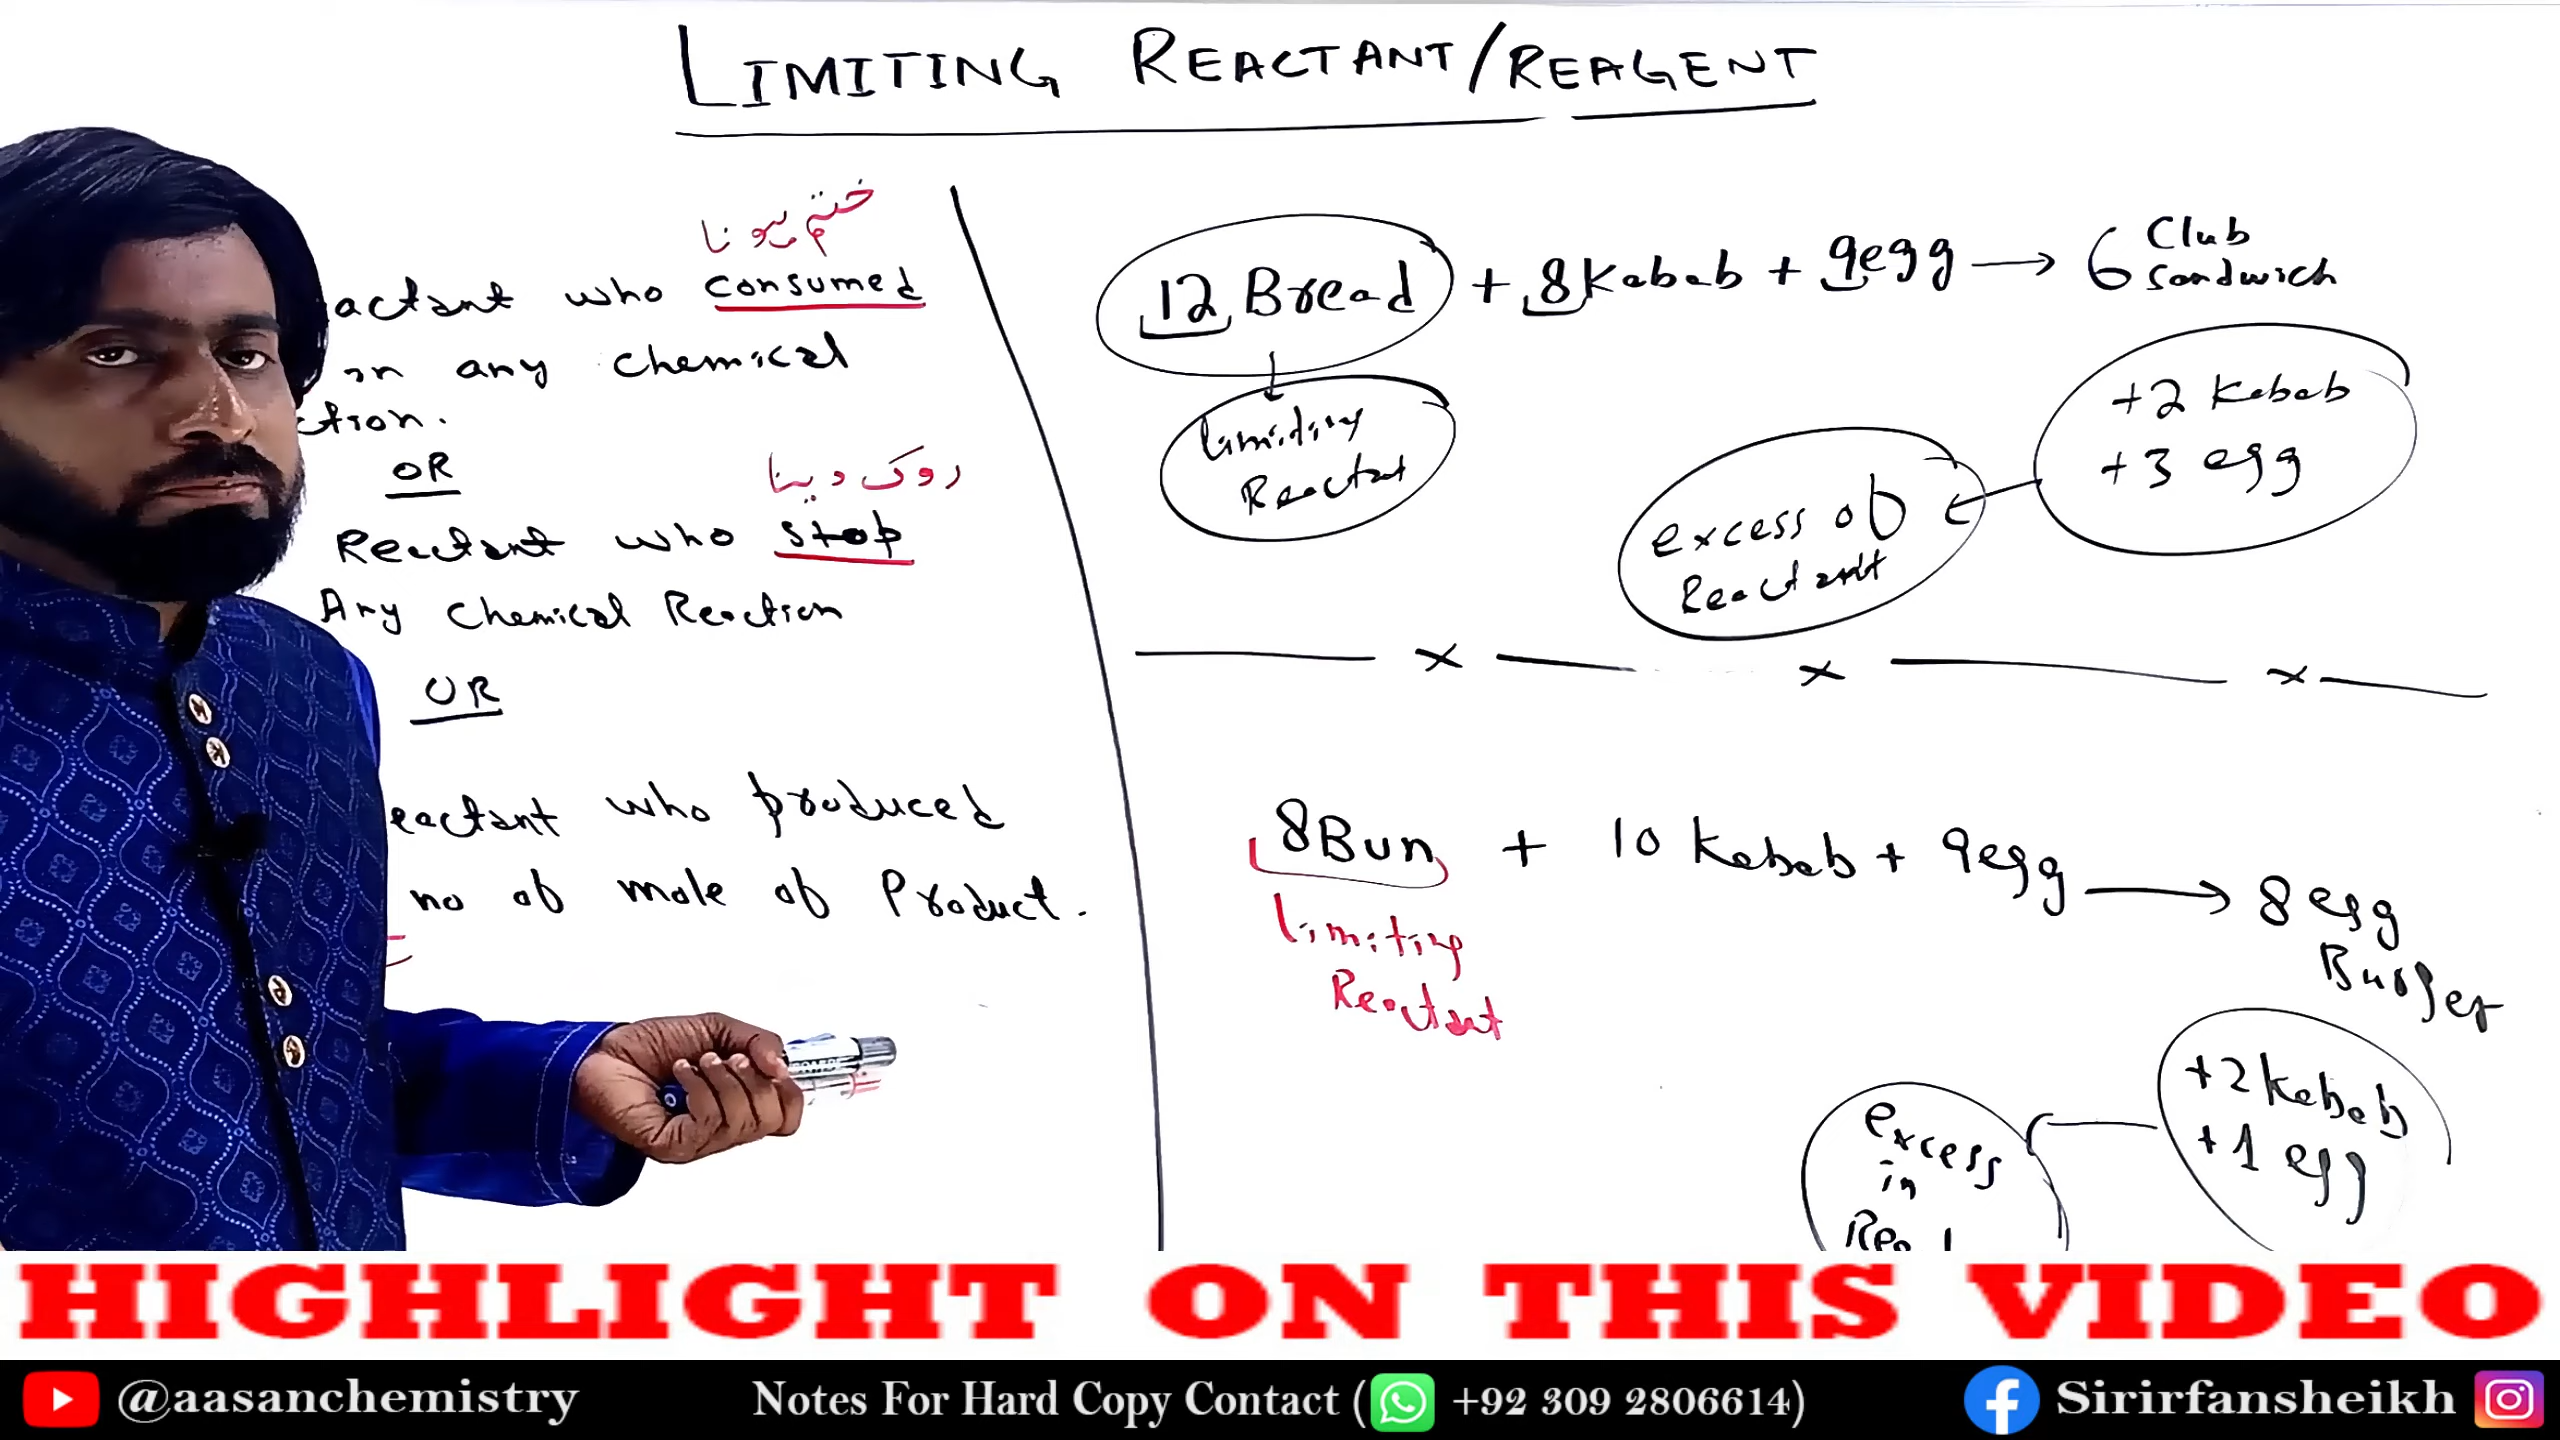 LIMITING REACTANT/REAGENT
ختم ہونا
actant who consumed
in any chemical
ction.
OR
روک دینا
Reactant who stop
Any Chemical Reaction
OR
eactant who produced
no of mole of Product.
12 Bread + 8 Kabab + 9 egg → 6 Club Sandwich
limiting
Reactant
+2 Kabab
+3 egg
excess of
Reactant
8 Bun + 10 Kabab + 9 egg → 8 egg
Burger
limiting
Reactant
+2 Kabab
+1 egg
excess
in
HIGHLIGHT ON THIS VIDEO
@aasanchemistry
Notes For Hard Copy Contact ( +92 309 2806614)
Sirirfansheikh